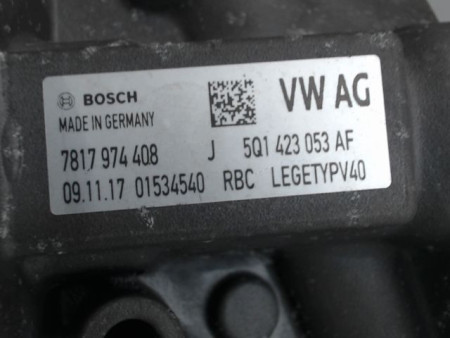 BOSCH VW AG
MADE IN GERMANY
7817 974 408 J 5Q1 423 053 AF
09.11.17 01534540 RBC LEGETYPV40